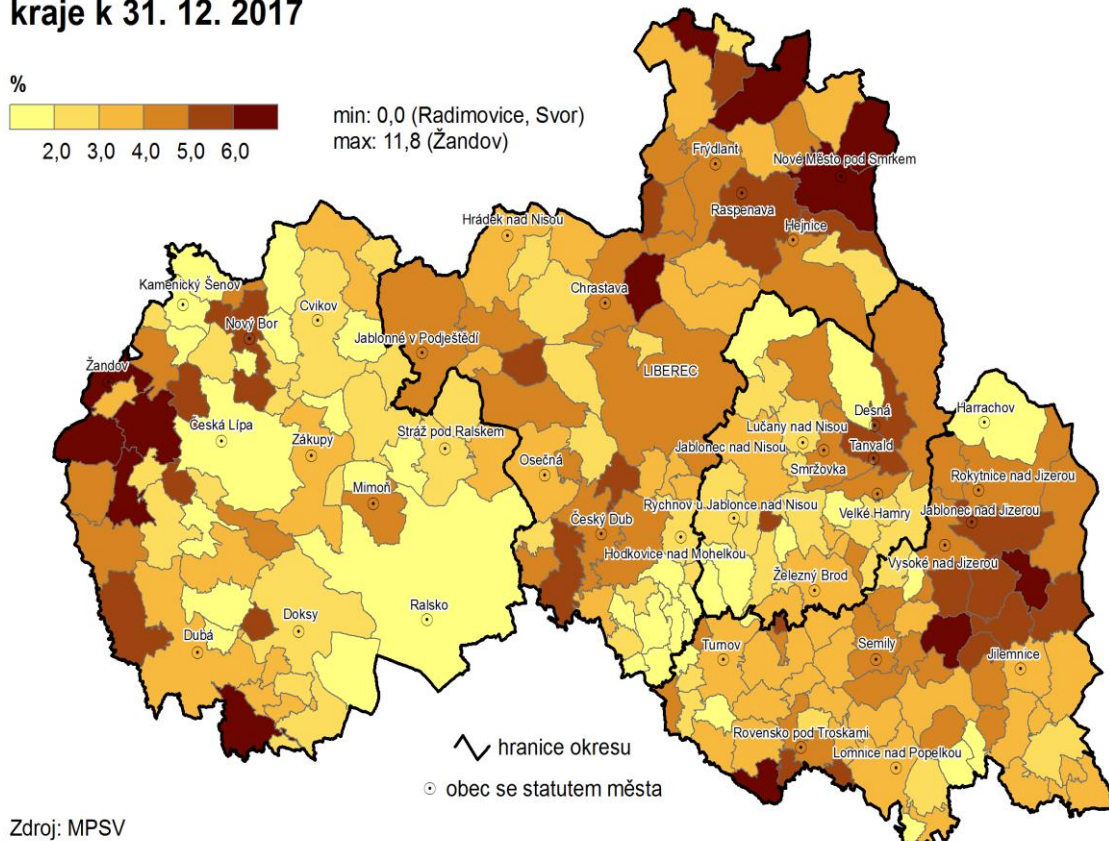 kraje k 31. 12. 2017
%
2,0 3,0 4,0 5,0 6,0
min: 0,0 (Radimovice, Svor)
max: 11,8 (Žandov)
Frýdlant
Nové Město pod Smrkem
Raspenava
Hejnice
Hrádek nad Nisou
Chrastava
Kamenický Šenov
Cvikov
Nový Bor
Jablonné v Podještědí
Žandov
LIBEREC
Desná
Harrachov
Česká Lípa
Zákupy
Stráž pod Ralskem
Lučany nad Nisou
Jablonec nad Nisou
Tanvald
Smržovka
Osečná
Mimoň
Rokytnice nad Jizerou
Rychnov u Jablonce nad Nisou
Velké Hamry
Jablonec nad Jizerou
Český Dub
Hodkovice nad Mohelkou
Vysoké nad Jizerou
Železný Brod
Ralsko
Doksy
Dubá
Turnov
Semily
Jilemnice
Rovensko pod Troskami
Lomnice nad Popelkou
hranice okresu
obec se statutem města
Zdroj: MPSV